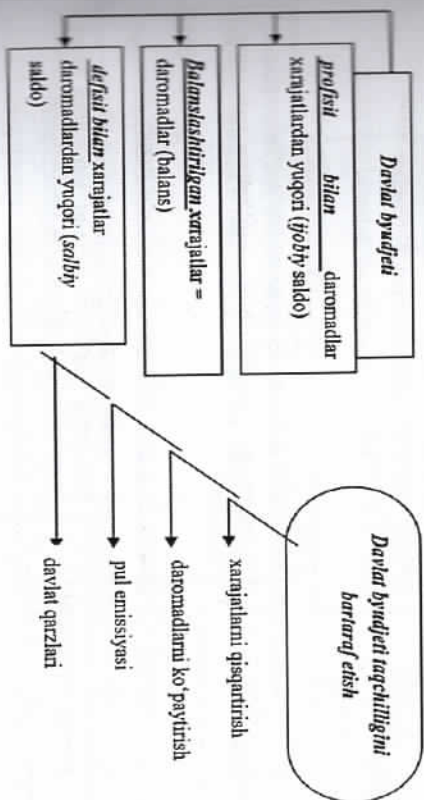 Davlat byudjeti
profisit bilan daromadlar
xarajatlardan yuqori (ijobiy
saldo)
Balanslashtirilgan xarajatlar =
daromadlar (balans)
defisit bilan xarajatlar
daromadlardan yuqori (salbiy
saldo)
Davlat byudjeti taqchilligini
bartaraf etish
xarajatlarni qisqartirish
daromadlarni ko‘paytirish
pul emissiyasi
davlat qarzlari